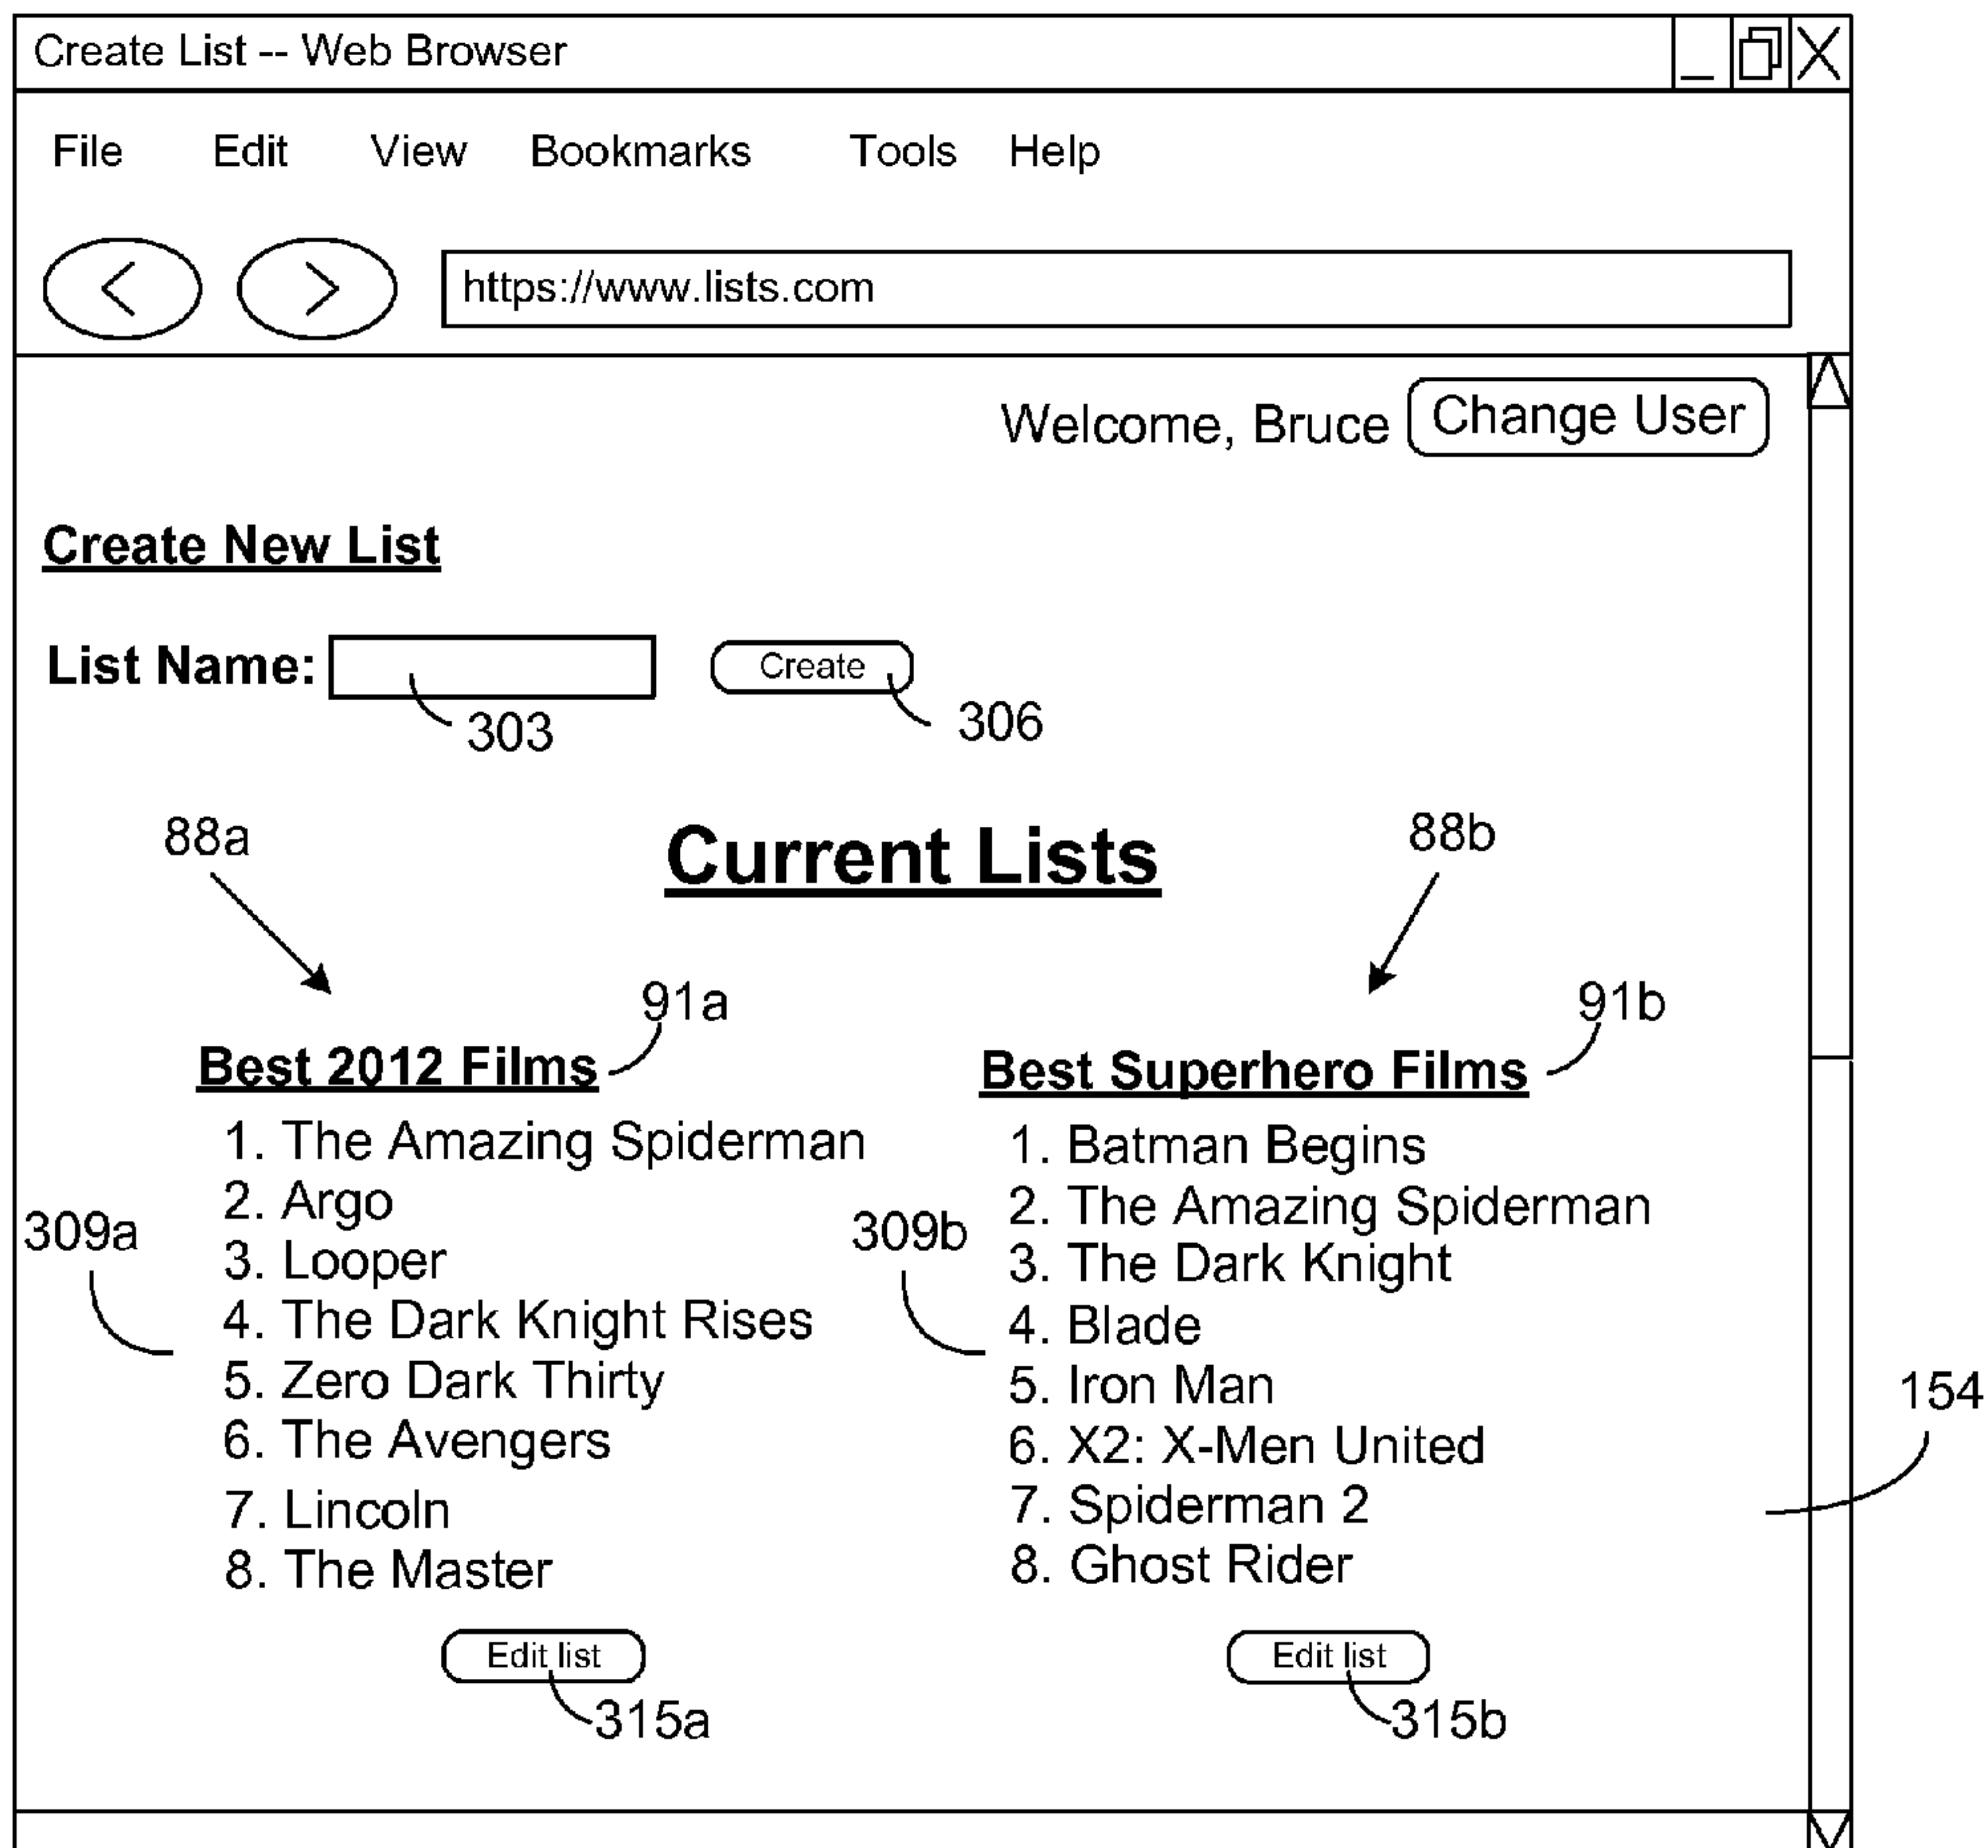 Create List -- Web Browser
File Edit View Bookmarks Tools Help
https://www.lists.com
Welcome, Bruce Change User
Create New List
List Name: Create
303 306
88a 88b
Current Lists
91a 91b
Best 2012 Films
1. The Amazing Spiderman
2. Argo
3. Looper
4. The Dark Knight Rises
5. Zero Dark Thirty
6. The Avengers
7. Lincoln
8. The Master
309a
Edit list
315a
Best Superhero Films
1. Batman Begins
2. The Amazing Spiderman
3. The Dark Knight
4. Blade
5. Iron Man
6. X2: X-Men United
7. Spiderman 2
8. Ghost Rider
309b
Edit list
315b
154